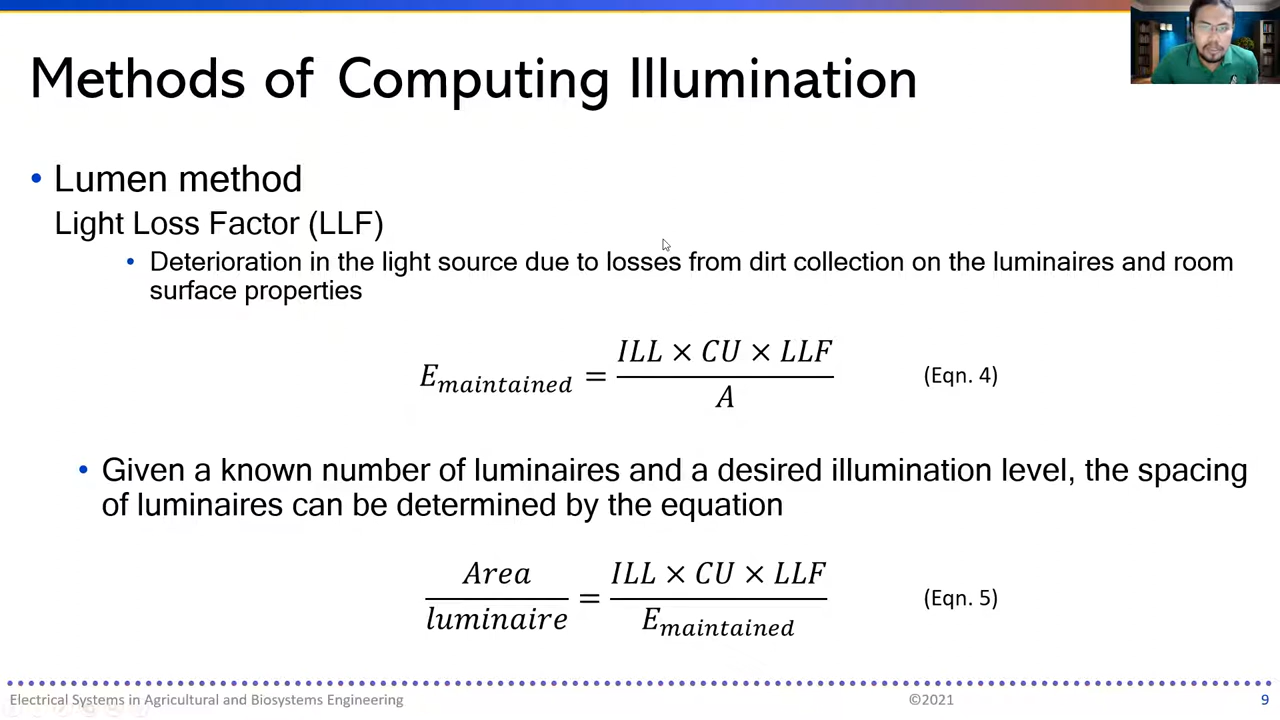 Methods of Computing Illumination
• Lumen method
Light Loss Factor (LLF)
• Deterioration in the light source due to losses from dirt collection on the luminaires and room
surface properties
E_maintained = (ILL × CU × LLF) / A (Eqn. 4)
• Given a known number of luminaires and a desired illumination level, the spacing
of luminaires can be determined by the equation
Area / luminaire = (ILL × CU × LLF) / E_maintained (Eqn. 5)
Electrical Systems in Agricultural and Biosystems Engineering ©2021 9